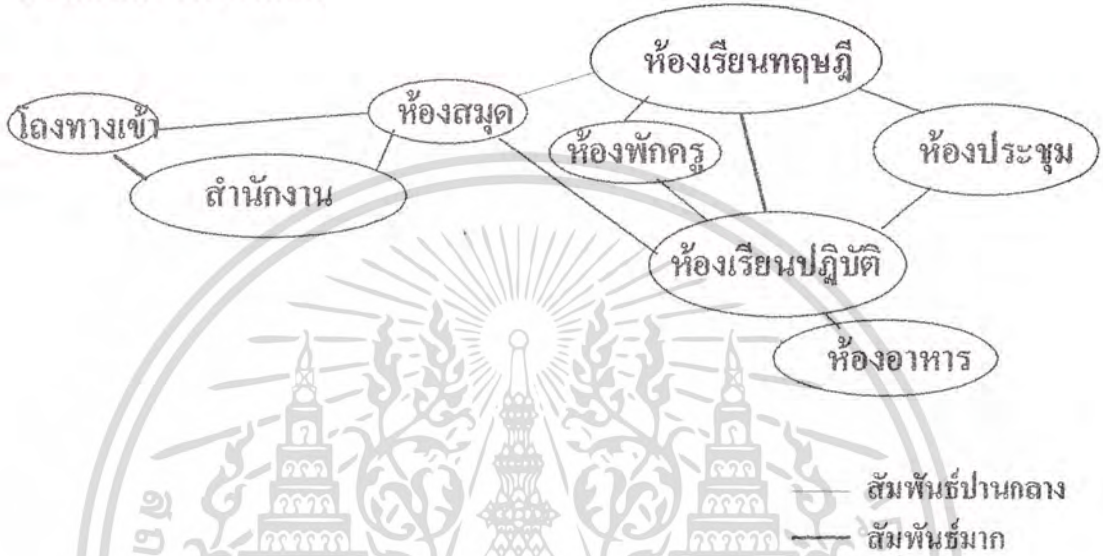 ห้องเรียนทฤษฎี
โถงทางเข้า
ห้องสมุด
ห้องพักครู
ห้องประชุม
สำนักงาน
ห้องเรียนปฎิบัติ
ห้องอาหาร
สัมพันธ์ปานกลาง
สัมพันธ์มาก